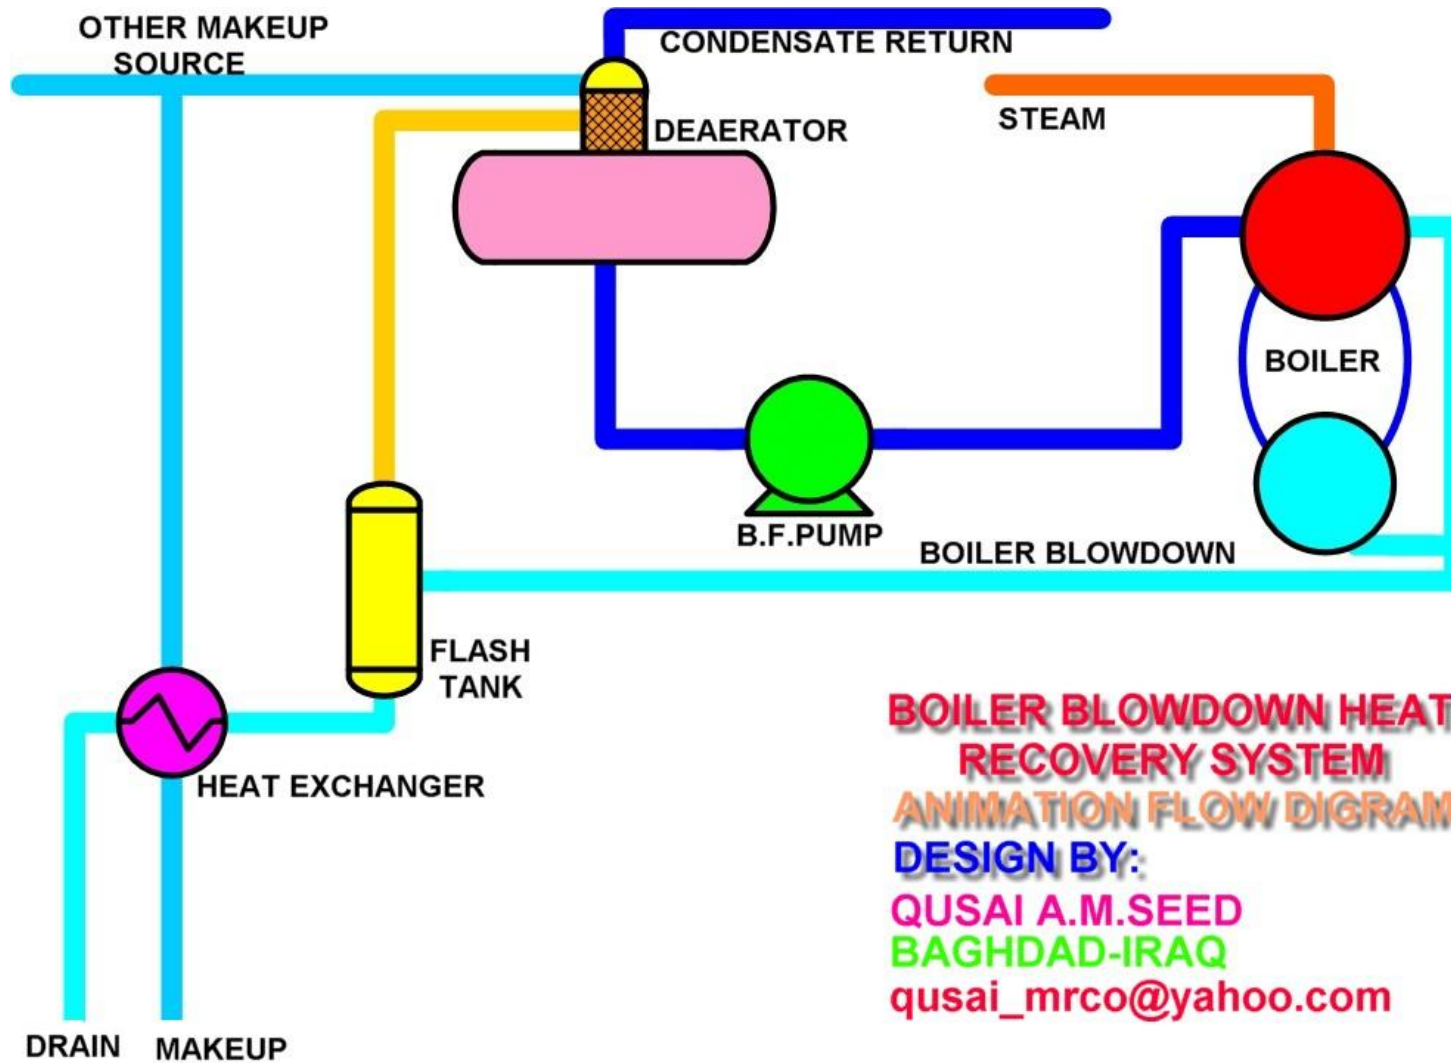 OTHER MAKEUP
SOURCE
CONDENSATE RETURN
DEAERATOR
STEAM
BOILER
B.F.PUMP
BOILER BLOWDOWN
FLASH
TANK
HEAT EXCHANGER
DRAIN
MAKEUP
BOILER BLOWDOWN HEAT
RECOVERY SYSTEM
ANIMATION FLOW DIGRAM
DESIGN BY:
QUSAI A.M.SEED
BAGHDAD-IRAQ
qusai_mrco@yahoo.com